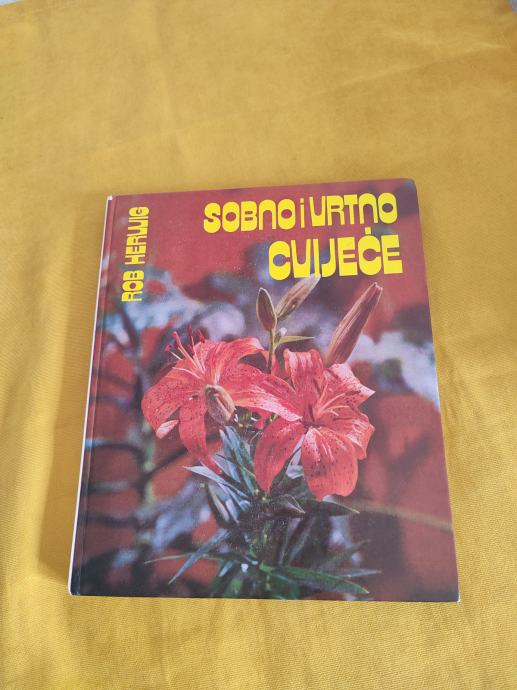 ROB HERWIG
SOBNO i VRTNO
CVIJEĆE